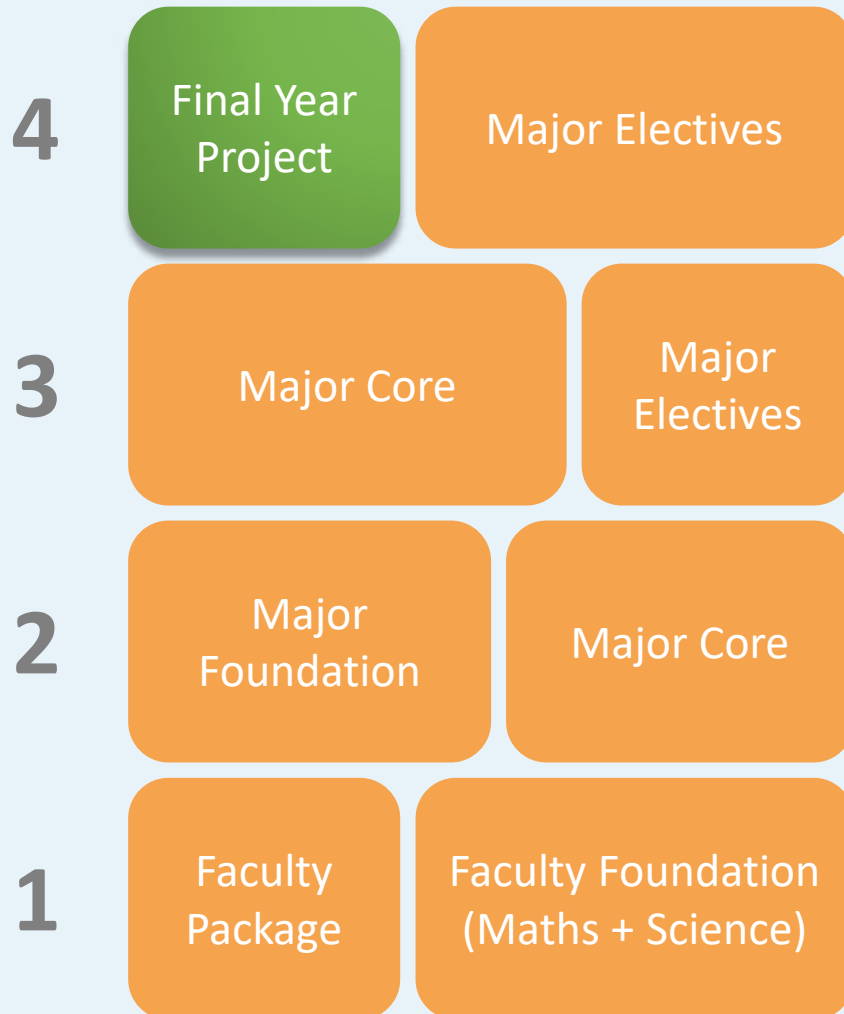 4
Final Year
Project
Major Electives
3
Major Core
Major
Electives
2
Major
Foundation
Major Core
1
Faculty
Package
Faculty Foundation
(Maths + Science)